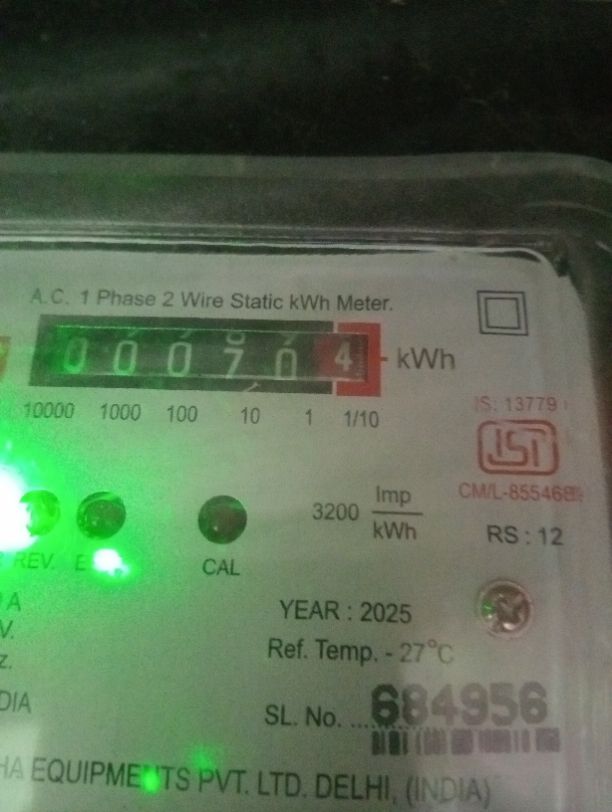 A.C. 1 Phase 2 Wire Static kWh Meter.
0 0 0 7 0 4 kWh
10000 1000 100 10 1 1/10
IS: 13779
ISI
CM/L-855468
3200 Imp
kWh
RS : 12
REV. E
CAL
A
YEAR : 2025
V.
Ref. Temp. - 27°C
z.
DIA
SL. No. ... 684956
HA EQUIPMENTS PVT. LTD. DELHI, (INDIA)